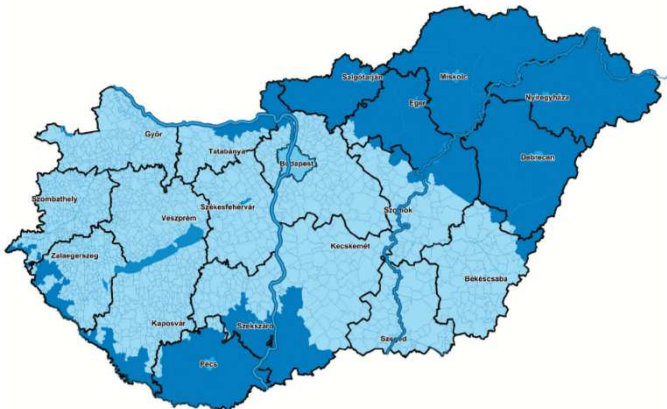 Salgótarján
Miskolc
Eger
Nyíregyháza
Győr
Tatabánya
Debrecen
Budapest
Szombathely
Székesfehérvár
Veszprém
Szolnok
Kecskemét
Zalaegerszeg
Békéscsaba
Kaposvár
Szekszárd
Szeged
Pécs